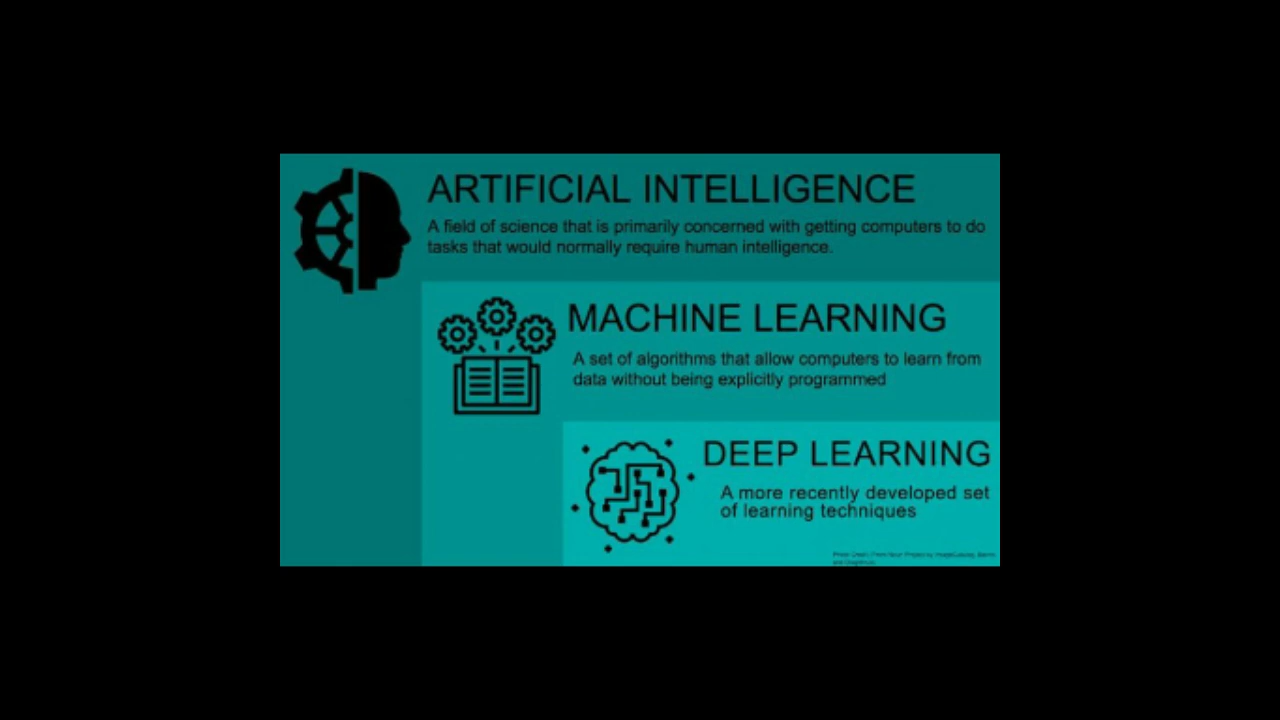 ARTIFICIAL INTELLIGENCE
A field of science that is primarily concerned with getting computers to do
tasks that would normally require human intelligence.
MACHINE LEARNING
A set of algorithms that allow computers to learn from
data without being explicitly programmed
DEEP LEARNING
A more recently developed set
of learning techniques